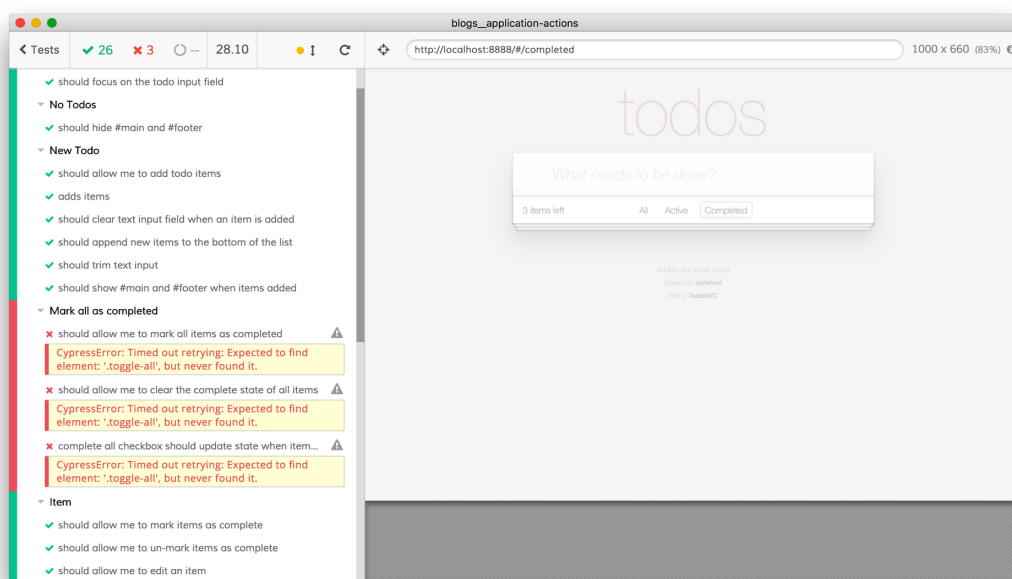 blogs__application-actions
Tests 26 3 -- 28.10
http://localhost:8888/#/completed
1000 x 660 (83%)
should focus on the todo input field
No Todos
should hide #main and #footer
New Todo
should allow me to add todo items
adds items
should clear text input field when an item is added
should append new items to the bottom of the list
should trim text input
should show #main and #footer when items added
Mark all as completed
should allow me to mark all items as completed
CypressError: Timed out retrying: Expected to find
element: '.toggle-all', but never found it.
should allow me to clear the complete state of all items
CypressError: Timed out retrying: Expected to find
element: '.toggle-all', but never found it.
complete all checkbox should update state when item...
CypressError: Timed out retrying: Expected to find
element: '.toggle-all', but never found it.
Item
should allow me to mark items as complete
should allow me to un-mark items as complete
should allow me to edit an item
todos
What needs to be done?
3 items left All Active Completed
Double-click to edit a todo
Created by petehunt
Part of TodoMVC